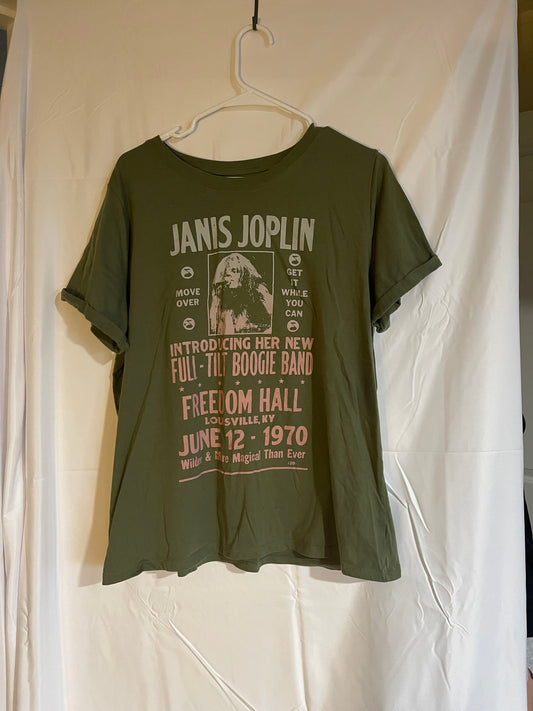 JANIS JOPLIN
MOVE
OVER
GET
IT
WHILE
YOU
CAN
INTRODUCING HER NEW
FULL-TILT BOOGIE BAND
FREEDOM HALL
LOUISVILLE, KY
JUNE 12 - 1970
Wilder & More Magical Than Ever